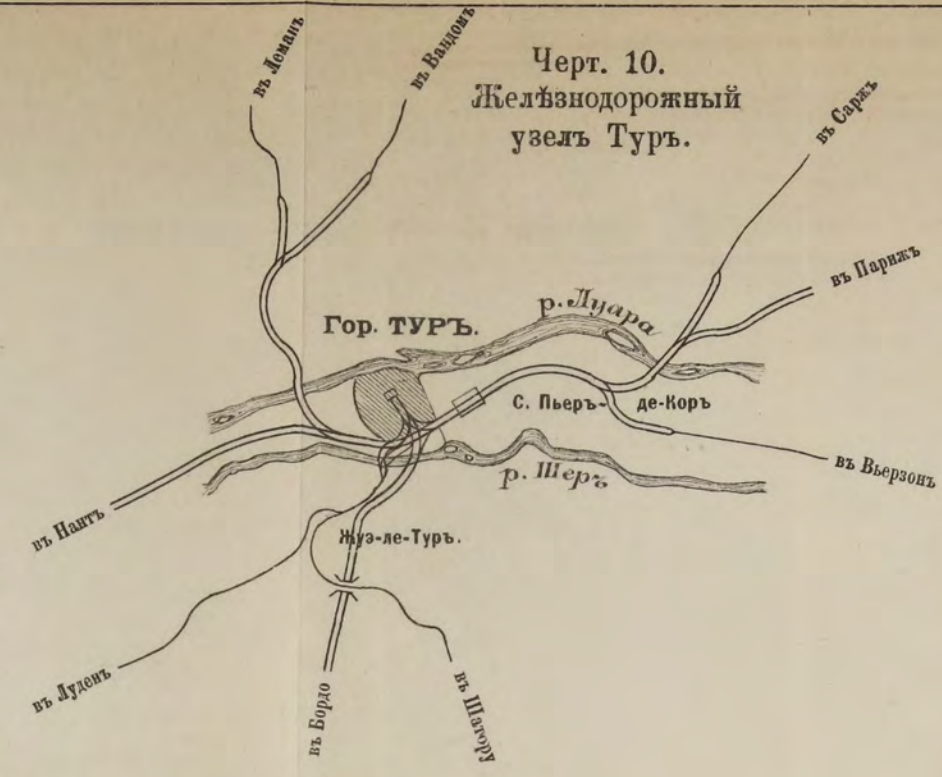 Черт. 10.
Желѣзнодорожный
узелъ Туръ.
въ Леманъ
въ Вандомъ
въ Саржъ
въ Парижъ
р. Луара
Гор. ТУРЪ.
С. Пьеръ-де-Коръ
въ Вьерзонъ
р. Шеръ
въ Нантъ
Жуэ-ле-Туръ.
въ Луденъ
въ Бордо
въ Шатору